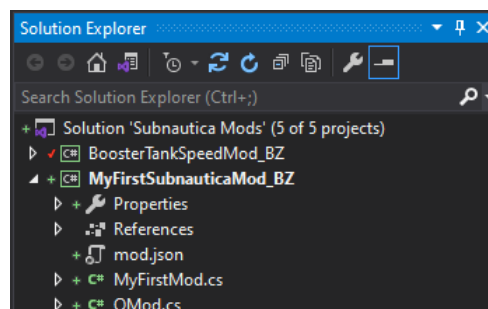 Solution Explorer
Search Solution Explorer (Ctrl+;)
Solution 'Subnautica Mods' (5 of 5 projects)
C# BoosterTankSpeedMod_BZ
C# MyFirstSubnauticaMod_BZ
Properties
References
mod.json
C# MyFirstMod.cs
C# QMod.cs